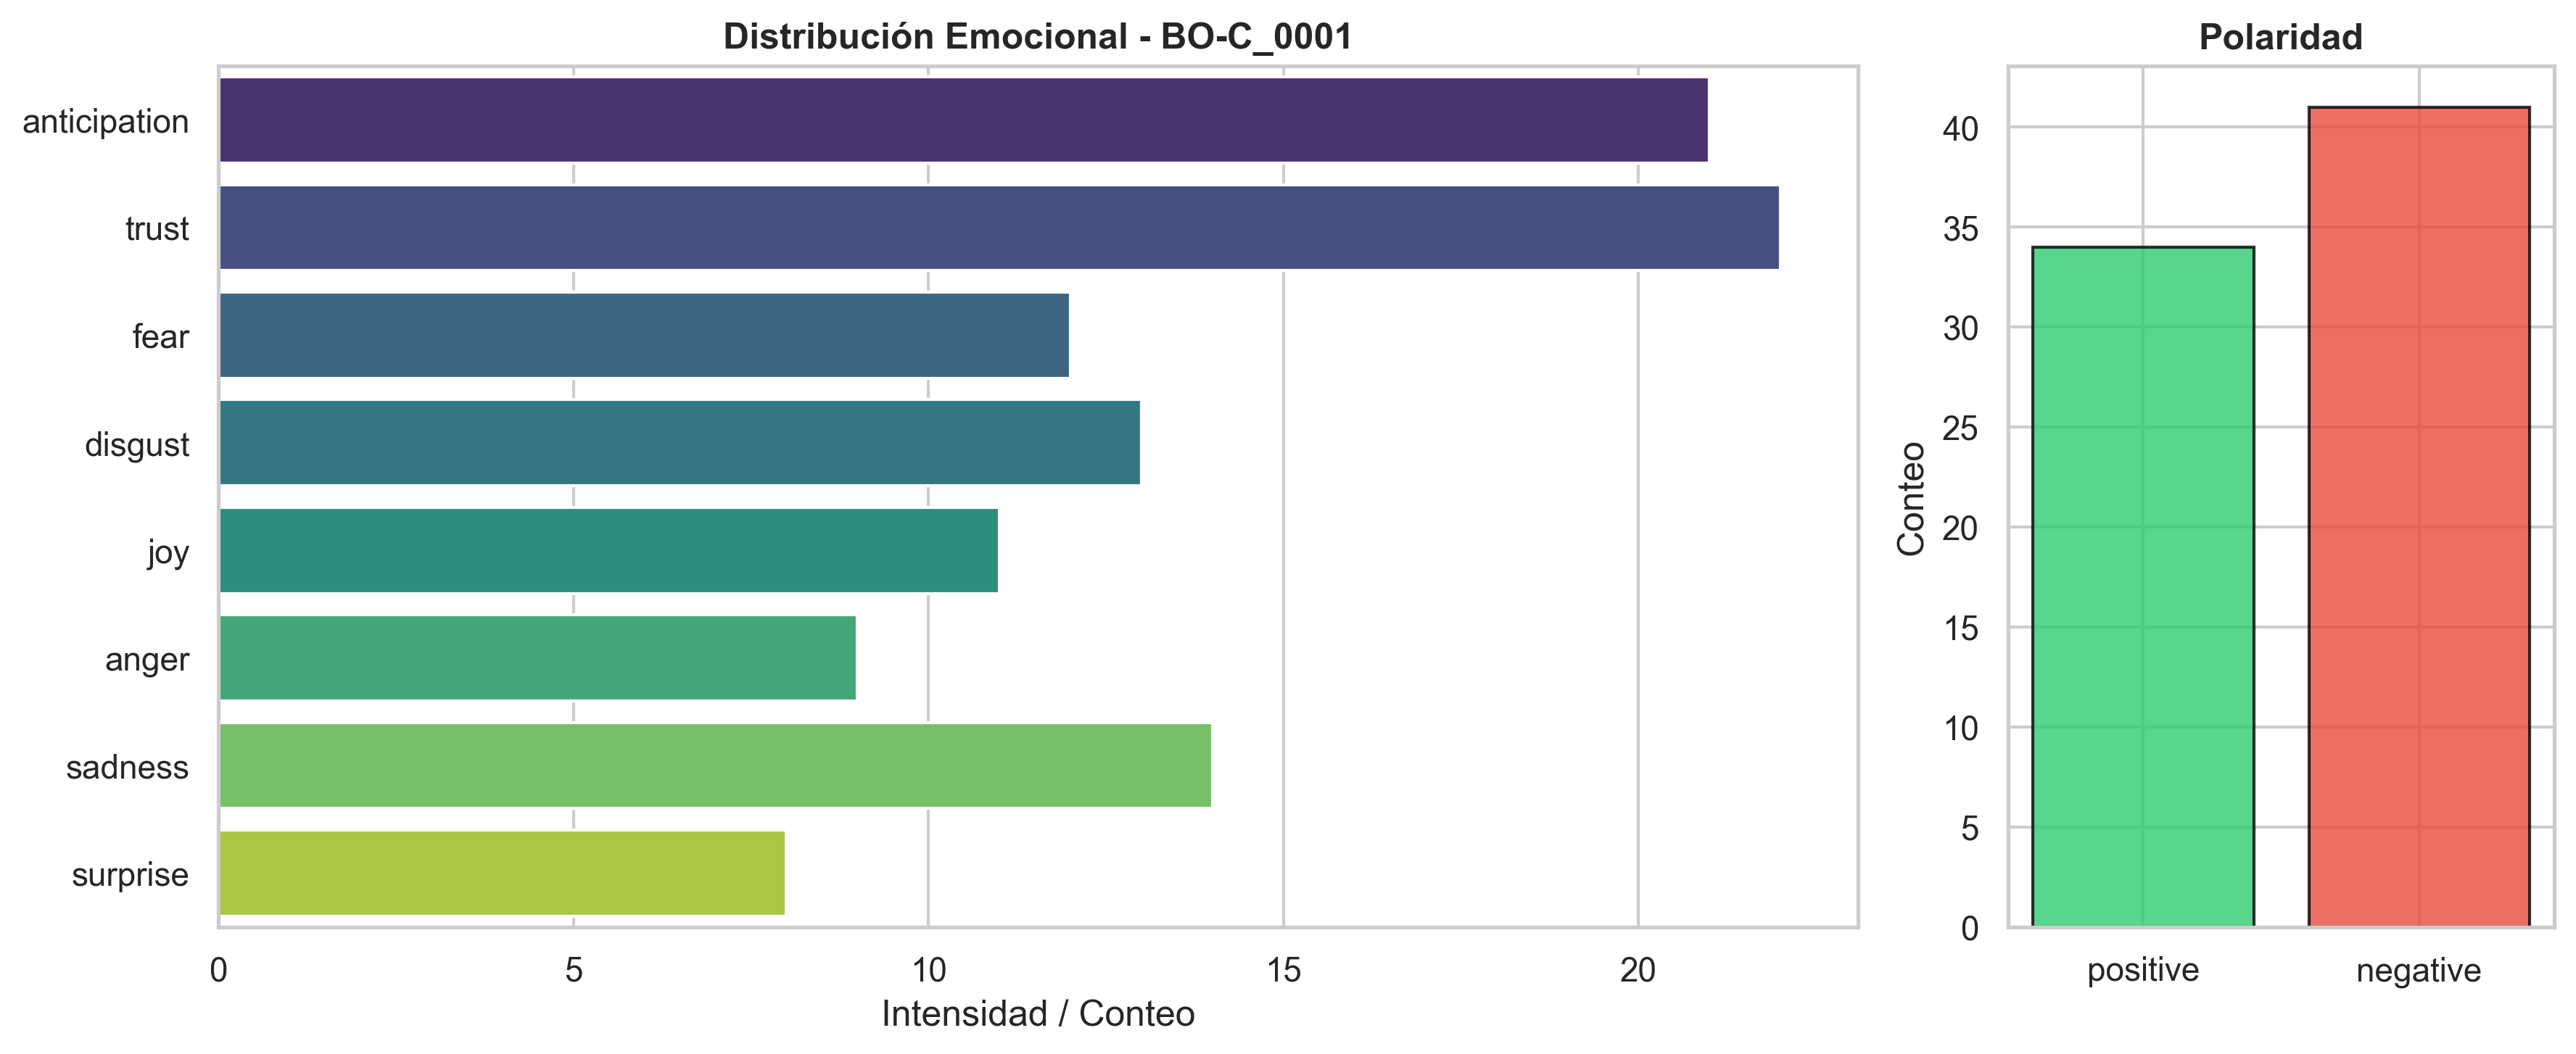 Distribución Emocional - BO-C_0001
anticipation
trust
fear
disgust
joy
anger
sadness
surprise
0 5 10 15 20
Intensidad / Conteo
Polaridad
Conteo
40
35
30
25
20
15
10
5
0
positive negative